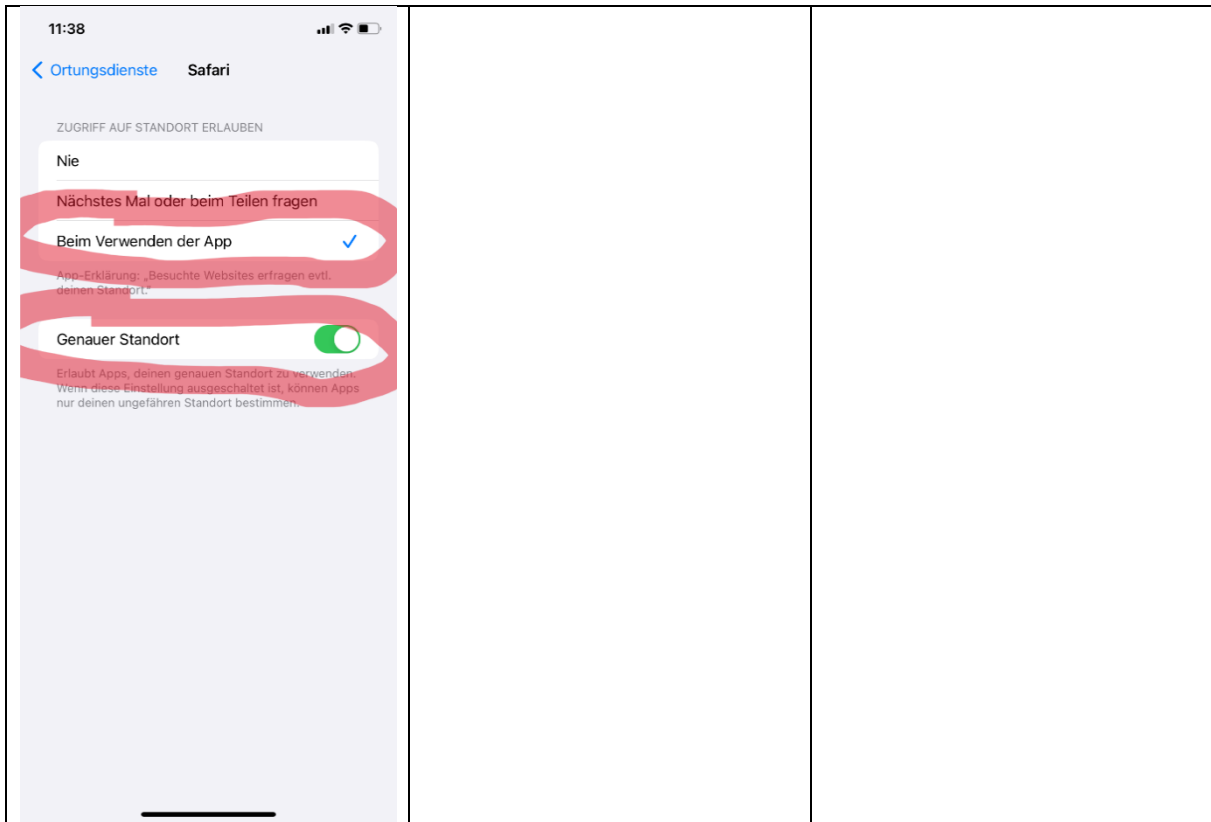 11:38
Ortungsdienste Safari
ZUGRIFF AUF STANDORT ERLAUBEN
Nie
Nächstes Mal oder beim Teilen fragen
Beim Verwenden der App
App-Erklärung: „Besuchte Websites erfragen evtl.
deinen Standort.“
Genauer Standort
Erlaubt Apps, deinen genauen Standort zu verwenden.
Wenn diese Einstellung ausgeschaltet ist, können Apps
nur deinen ungefähren Standort bestimmen.